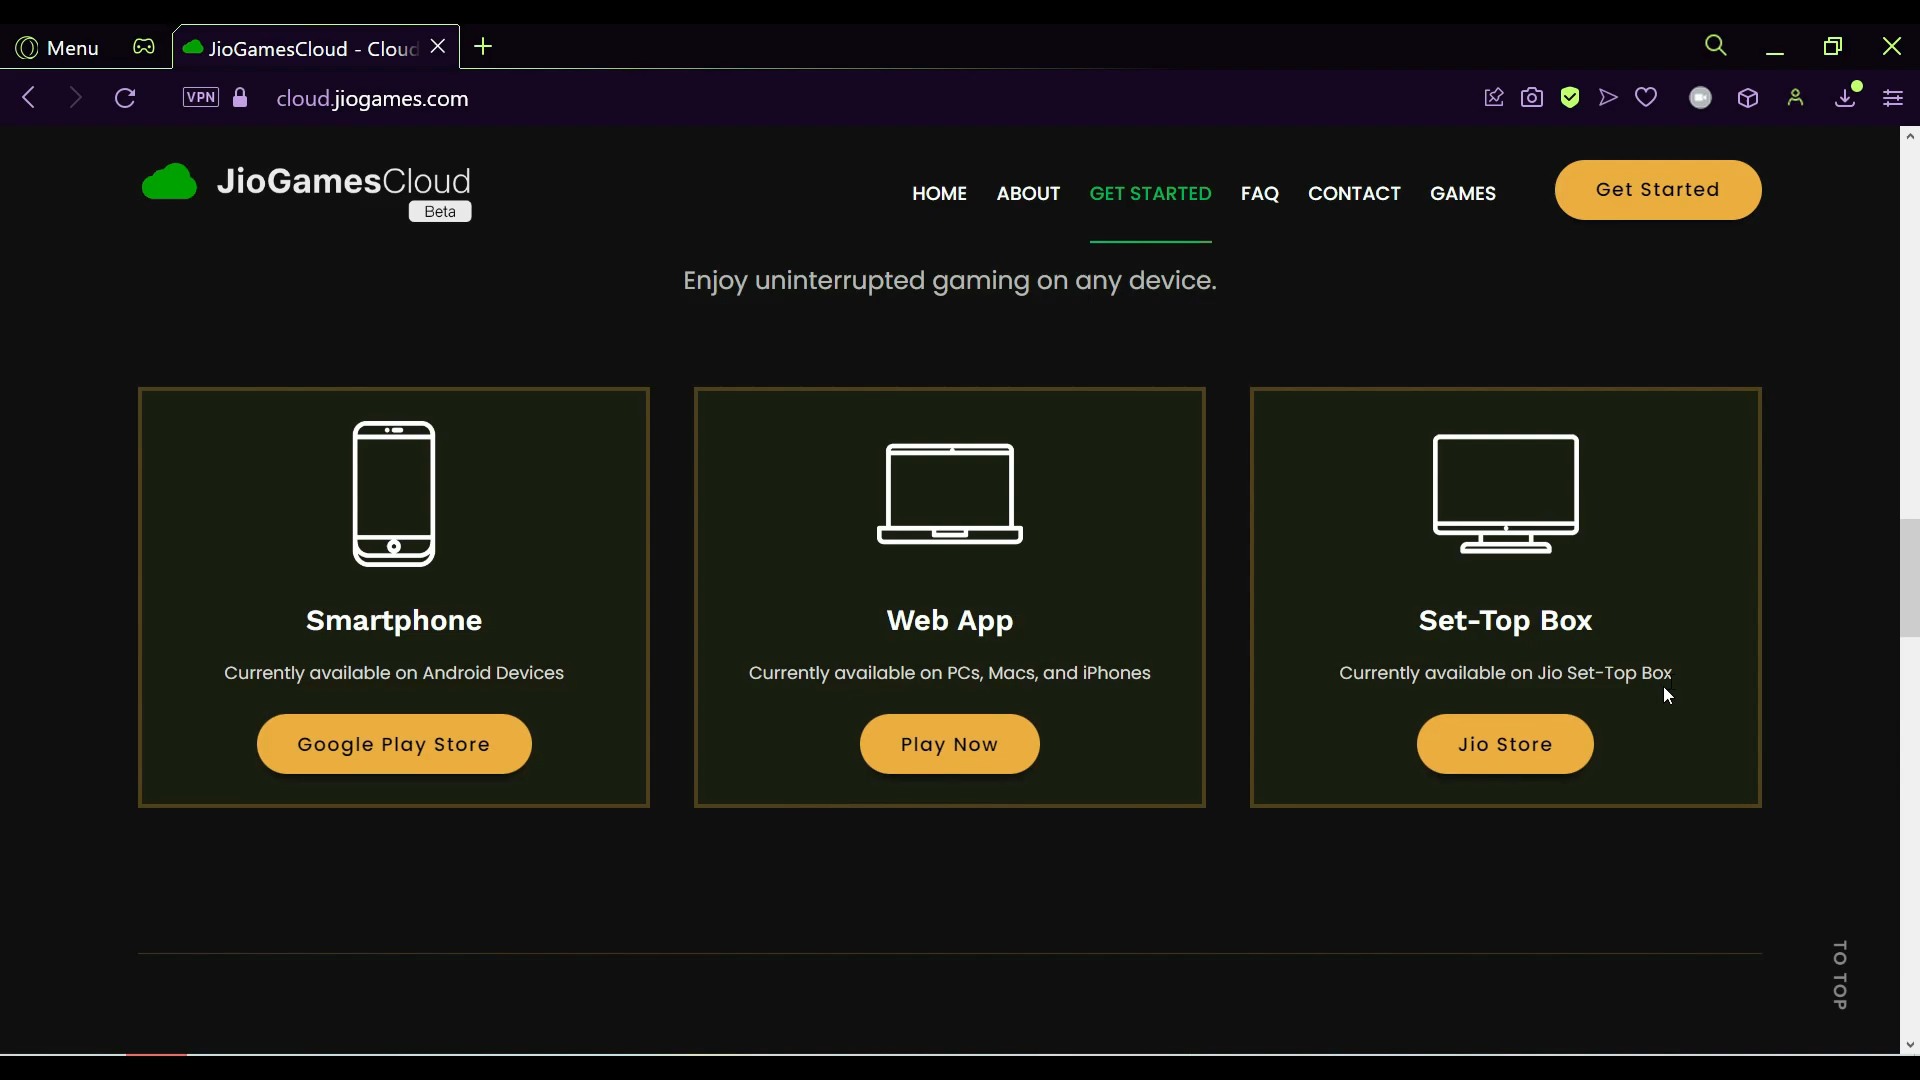 Menu
JioGamesCloud - Cloud
VPN
cloud.jiogames.com
JioGamesCloud
Beta
HOME ABOUT GET STARTED FAQ CONTACT GAMES
Get Started
Enjoy uninterrupted gaming on any device.
Smartphone
Currently available on Android Devices
Google Play Store
Web App
Currently available on PCs, Macs, and iPhones
Play Now
Set-Top Box
Currently available on Jio Set-Top Box
Jio Store
TO TOP